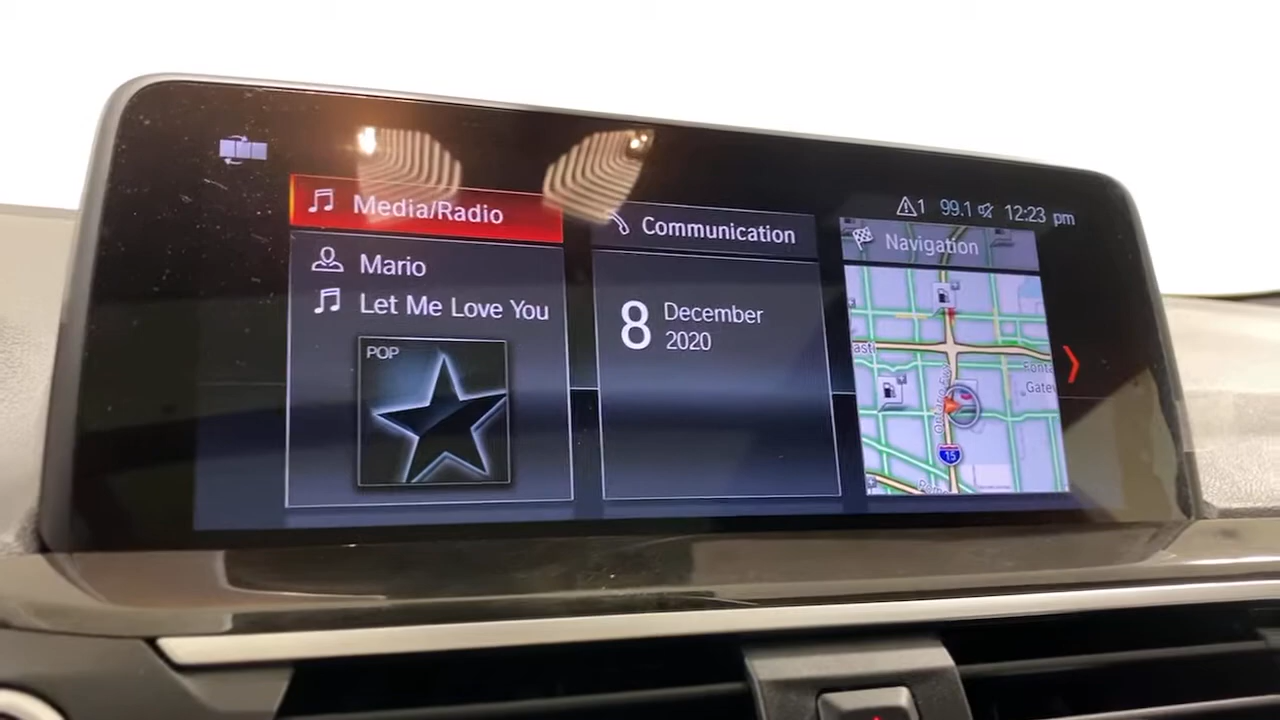 1 99.1 12:23 pm
Media/Radio
Mario
Let Me Love You
POP
Communication
8 December
2020
Navigation
Gate
15